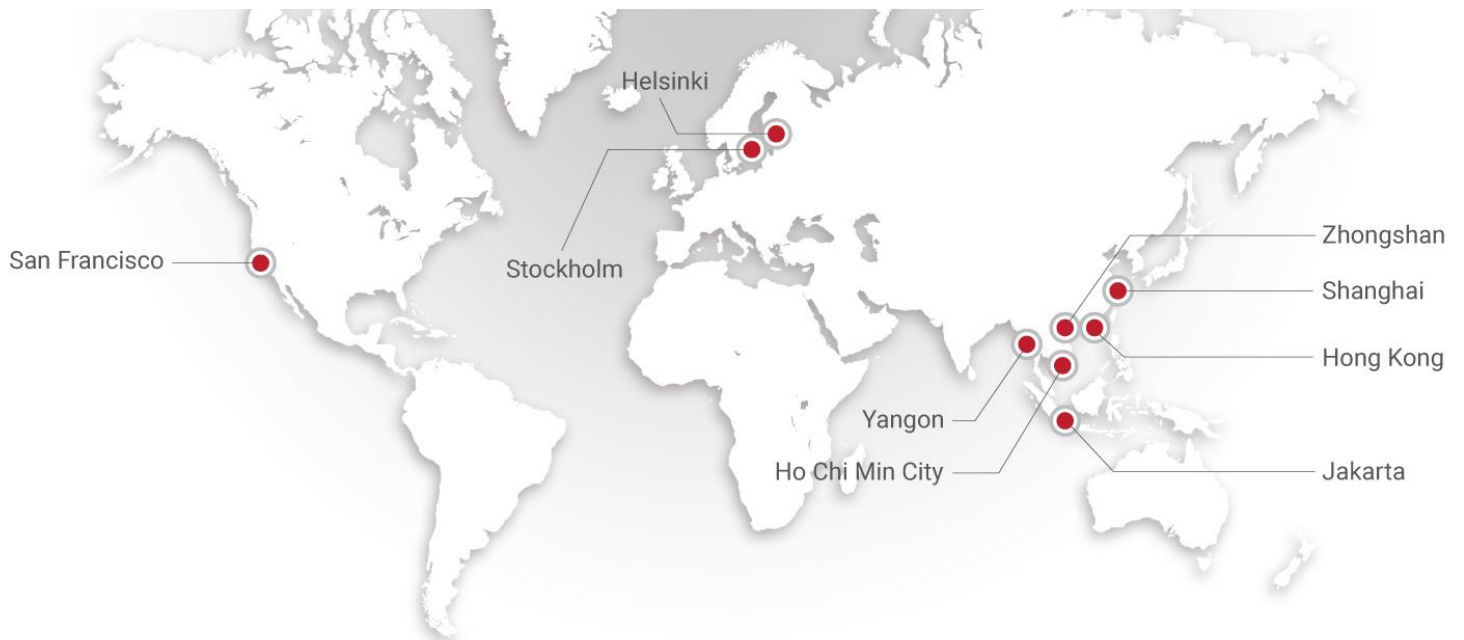 Helsinki
Stockholm
San Francisco
Zhongshan
Shanghai
Hong Kong
Yangon
Ho Chi Min City
Jakarta